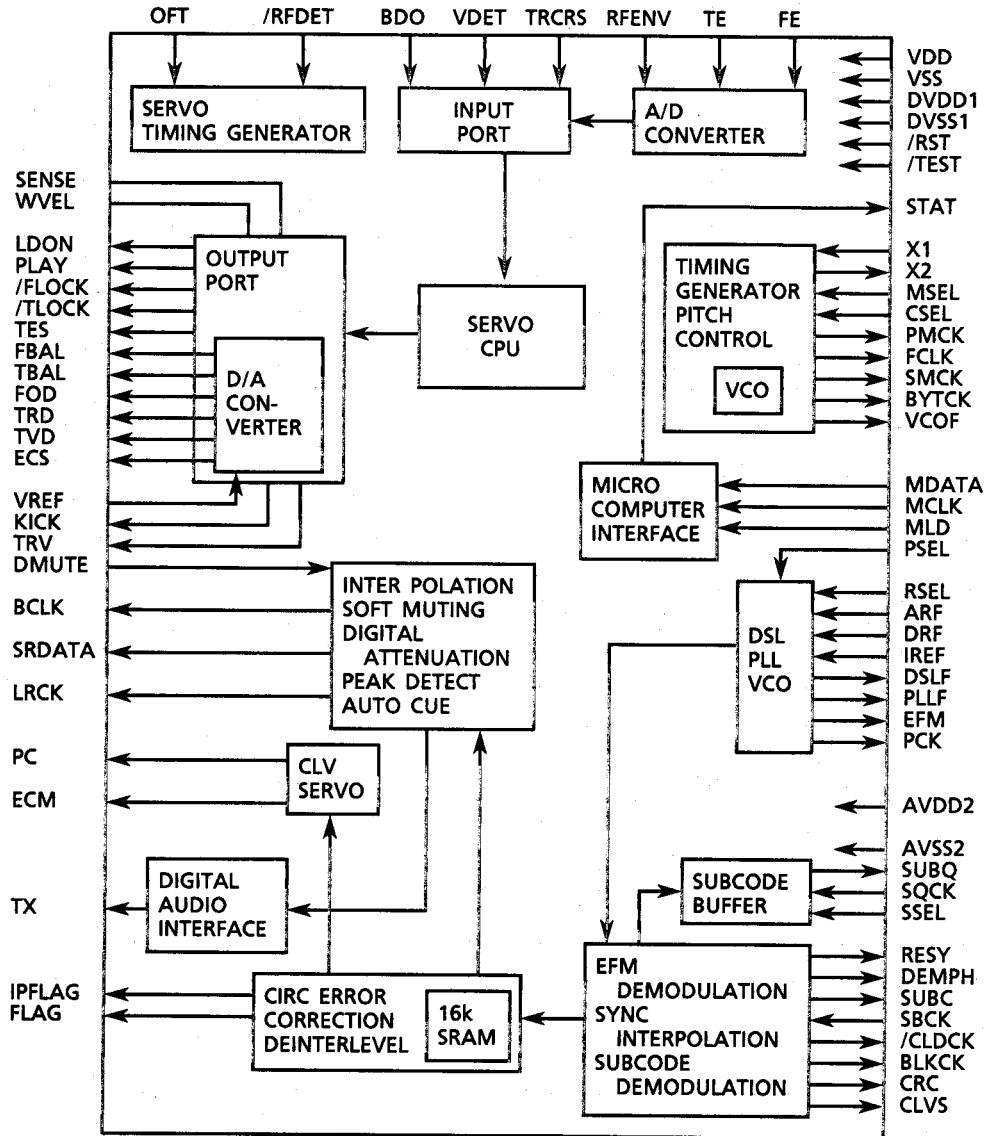 OFT /RFDET BDO VDET TRCRS RFENV TE FE
SERVO
TIMING GENERATOR
INPUT
PORT
A/D
CONVERTER
VDD
VSS
DVDD1
DVSS1
/RST
/TEST
SENSE
WVEL
LDON
PLAY
/FLOCK
/TLOCK
TES
FBAL
TBAL
FOD
TRD
TVD
ECS
VREF
KICK
TRV
DMUTE
BCLK
SRDATA
LRCK
PC
ECM
TX
IPFLAG
FLAG
OUTPUT
PORT
D/A
CON-
VERTER
SERVO
CPU
STAT
TIMING
GENERATOR
PITCH
CONTROL
VCO
X1
X2
MSEL
CSEL
PMCK
FCLK
SMCK
BYTCK
VCOF
MICRO
COMPUTER
INTERFACE
MDATA
MCLK
MLD
PSEL
INTER POLATION
SOFT MUTING
DIGITAL
ATTENUATION
PEAK DETECT
AUTO CUE
DSL
PLL
VCO
RSEL
ARF
DRF
IREF
DSLF
PLLF
EFM
PCK
CLV
SERVO
AVDD2
AVSS2
DIGITAL
AUDIO
INTERFACE
SUBCODE
BUFFER
SUBQ
SQCK
SSEL
CIRC ERROR
CORRECTION
DEINTERLEVEL
16k
SRAM
EFM
DEMODULATION
SYNC
INTERPOLATION
SUBCODE
DEMODULATION
RESY
DEMPH
SUBC
SBCK
/CLDCK
BLKCK
CRC
CLVS